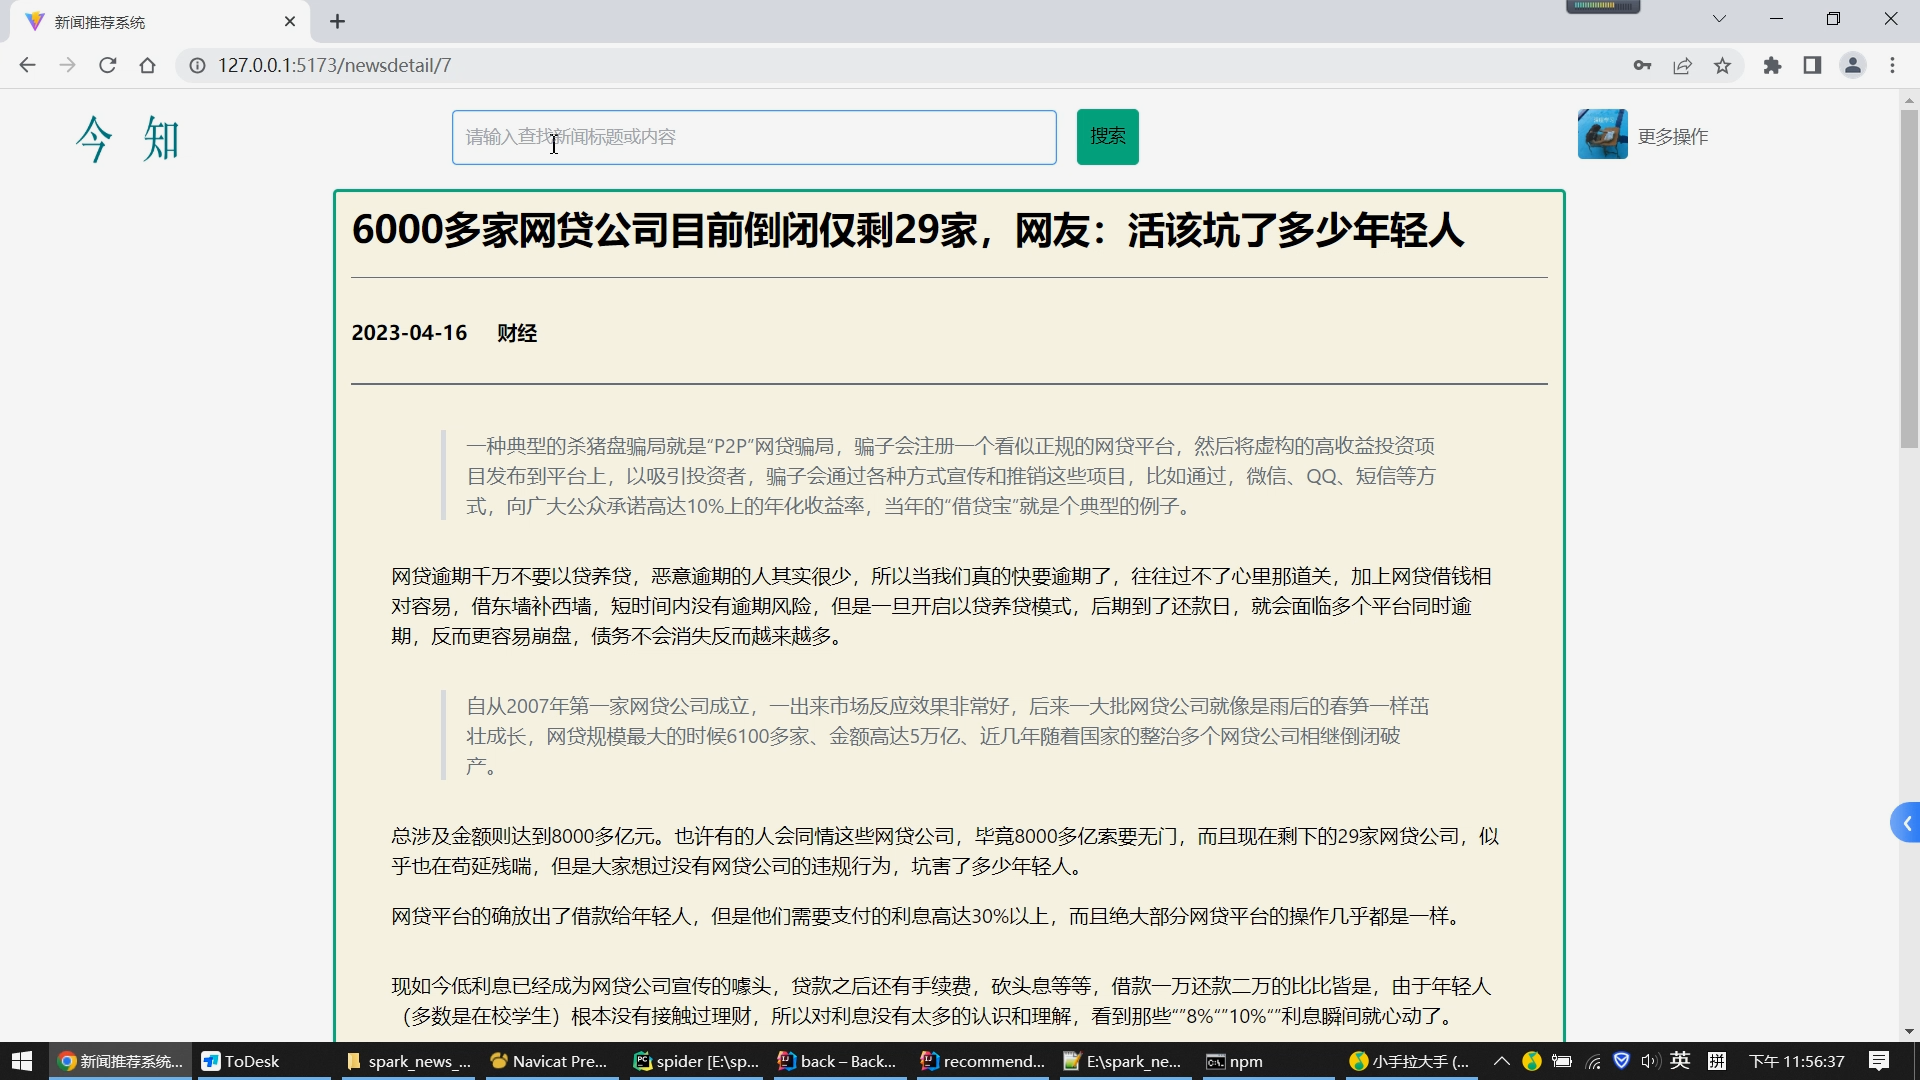 新闻推荐系统
127.0.0.1:5173/newsdetail/7
今 知
请输入查找新闻标题或内容
搜索
更多操作
6000多家网贷公司目前倒闭仅剩29家，网友：活该坑了多少年轻人
2023-04-16 财经
一种典型的杀猪盘骗局就是“P2P”网贷骗局，骗子会注册一个看似正规的网贷平台，然后将虚构的高收益投资项
目发布到平台上，以吸引投资者，骗子会通过各种方式宣传和推销这些项目，比如通过，微信、QQ、短信等方
式，向广大公众承诺高达10%上的年化收益率，当年的“借贷宝”就是个典型的例子。
网贷逾期千万不要以贷养贷，恶意逾期的人其实很少，所以当我们真的快要逾期了，往往过不了心里那道关，加上网贷借钱相
对容易，借东墙补西墙，短时间内没有逾期风险，但是一旦开启以贷养贷模式，后期到了还款日，就会面临多个平台同时逾
期，反而更容易崩盘，债务不会消失反而越来越多。
自从2007年第一家网贷公司成立，一出来市场反应效果非常好，后来一大批网贷公司就像是雨后的春笋一样茁
壮成长，网贷规模最大的时候6100多家、金额高达5万亿、近几年随着国家的整治多个网贷公司相继倒闭破
产。
总涉及金额则达到8000多亿元。也许有的人会同情这些网贷公司，毕竟8000多亿索要无门，而且现在剩下的29家网贷公司，似
乎也在苟延残喘，但是大家想过没有网贷公司的违规行为，坑害了多少年轻人。
网贷平台的确放出了借款给年轻人，但是他们需要支付的利息高达30%以上，而且绝大部分网贷平台的操作几乎都是一样。
现如今低利息已经成为网贷公司宣传的噱头，贷款之后还有手续费，砍头息等等，借款一万还款二万的比比皆是，由于年轻人
（多数是在校学生）根本没有接触过理财，所以对利息没有太多的认识和理解，看到那些“”8%“”10%“”利息瞬间就心动了。
新闻推荐系统... ToDesk spark_news_... Navicat Pre... spider [E:\sp... back – Back... recommend... E:\spark_ne... npm 小手拉大手 (... 英 拼 下午 11:56:37